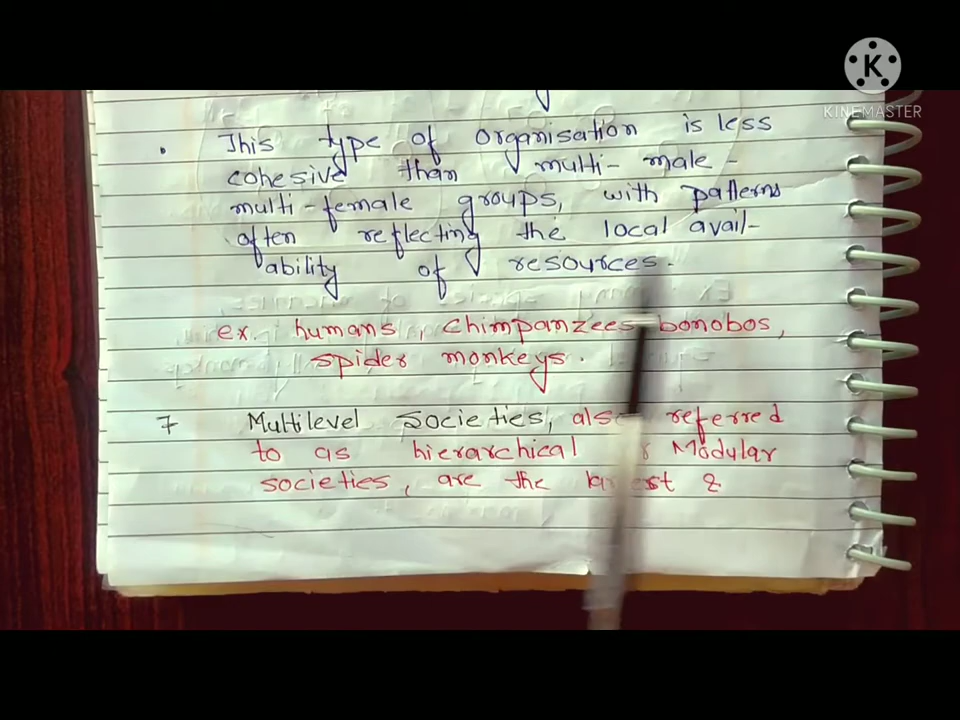 KINEMASTER
• This type of organisation is less
cohesive than multi-male-
multi-female groups, with patterns
often reflecting the local avail-
ability of resources.
ex. humans, Chimpanzees bonobos,
spider monkeys.
7 Multilevel Societies, also referred
to as hierarchical Modular
societies, are the &